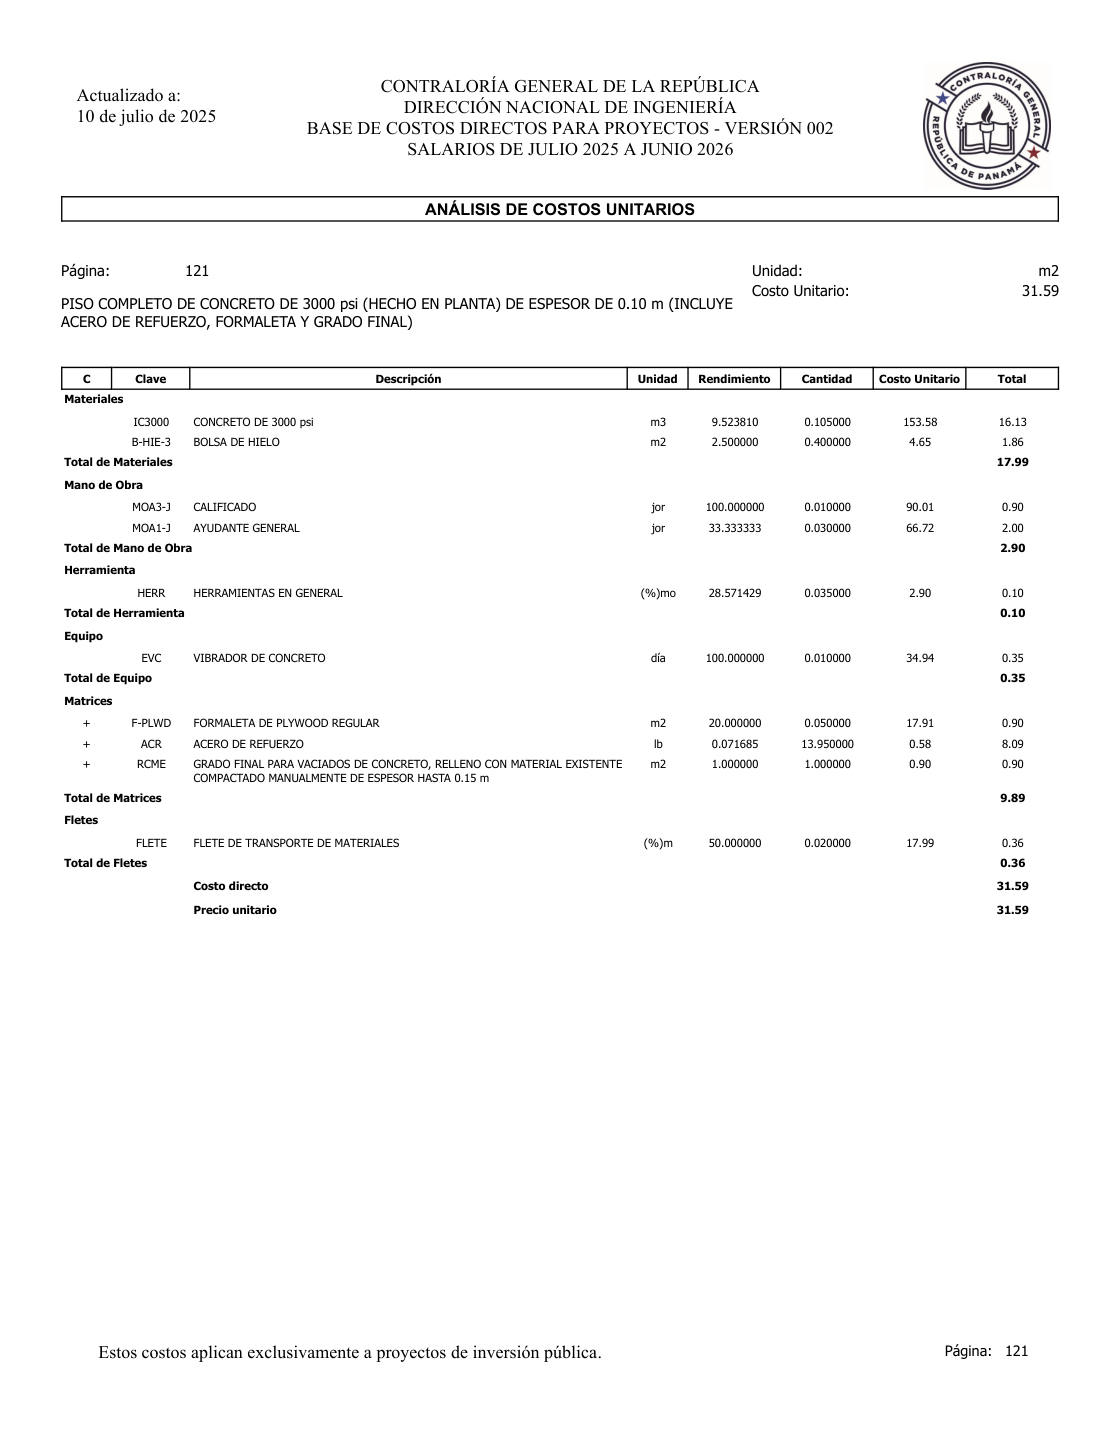 Actualizado a:
10 de julio de 2025
CONTRALORÍA GENERAL DE LA REPÚBLICA
DIRECCIÓN NACIONAL DE INGENIERÍA
BASE DE COSTOS DIRECTOS PARA PROYECTOS - VERSIÓN 002
SALARIOS DE JULIO 2025 A JUNIO 2026
CONTRALORÍA GENERAL
REPÚBLICA DE PANAMÁ
ANÁLISIS DE COSTOS UNITARIOS
Página: 121
Unidad: m2
Costo Unitario: 31.59
PISO COMPLETO DE CONCRETO DE 3000 psi (HECHO EN PLANTA) DE ESPESOR DE 0.10 m (INCLUYE
ACERO DE REFUERZO, FORMALETA Y GRADO FINAL)
C Clave Descripción Unidad Rendimiento Cantidad Costo Unitario Total
Materiales
IC3000 CONCRETO DE 3000 psi m3 9.523810 0.105000 153.58 16.13
B-HIE-3 BOLSA DE HIELO m2 2.500000 0.400000 4.65 1.86
Total de Materiales 17.99
Mano de Obra
MOA3-J CALIFICADO jor 100.000000 0.010000 90.01 0.90
MOA1-J AYUDANTE GENERAL jor 33.333333 0.030000 66.72 2.00
Total de Mano de Obra 2.90
Herramienta
HERR HERRAMIENTAS EN GENERAL (%)mo 28.571429 0.035000 2.90 0.10
Total de Herramienta 0.10
Equipo
EVC VIBRADOR DE CONCRETO día 100.000000 0.010000 34.94 0.35
Total de Equipo 0.35
Matrices
+ F-PLWD FORMALETA DE PLYWOOD REGULAR m2 20.000000 0.050000 17.91 0.90
+ ACR ACERO DE REFUERZO lb 0.071685 13.950000 0.58 8.09
+ RCME GRADO FINAL PARA VACIADOS DE CONCRETO, RELLENO CON MATERIAL EXISTENTE m2 1.000000 1.000000 0.90 0.90
COMPACTADO MANUALMENTE DE ESPESOR HASTA 0.15 m
Total de Matrices 9.89
Fletes
FLETE FLETE DE TRANSPORTE DE MATERIALES (%)m 50.000000 0.020000 17.99 0.36
Total de Fletes 0.36
Costo directo 31.59
Precio unitario 31.59
Estos costos aplican exclusivamente a proyectos de inversión pública.
Página: 121